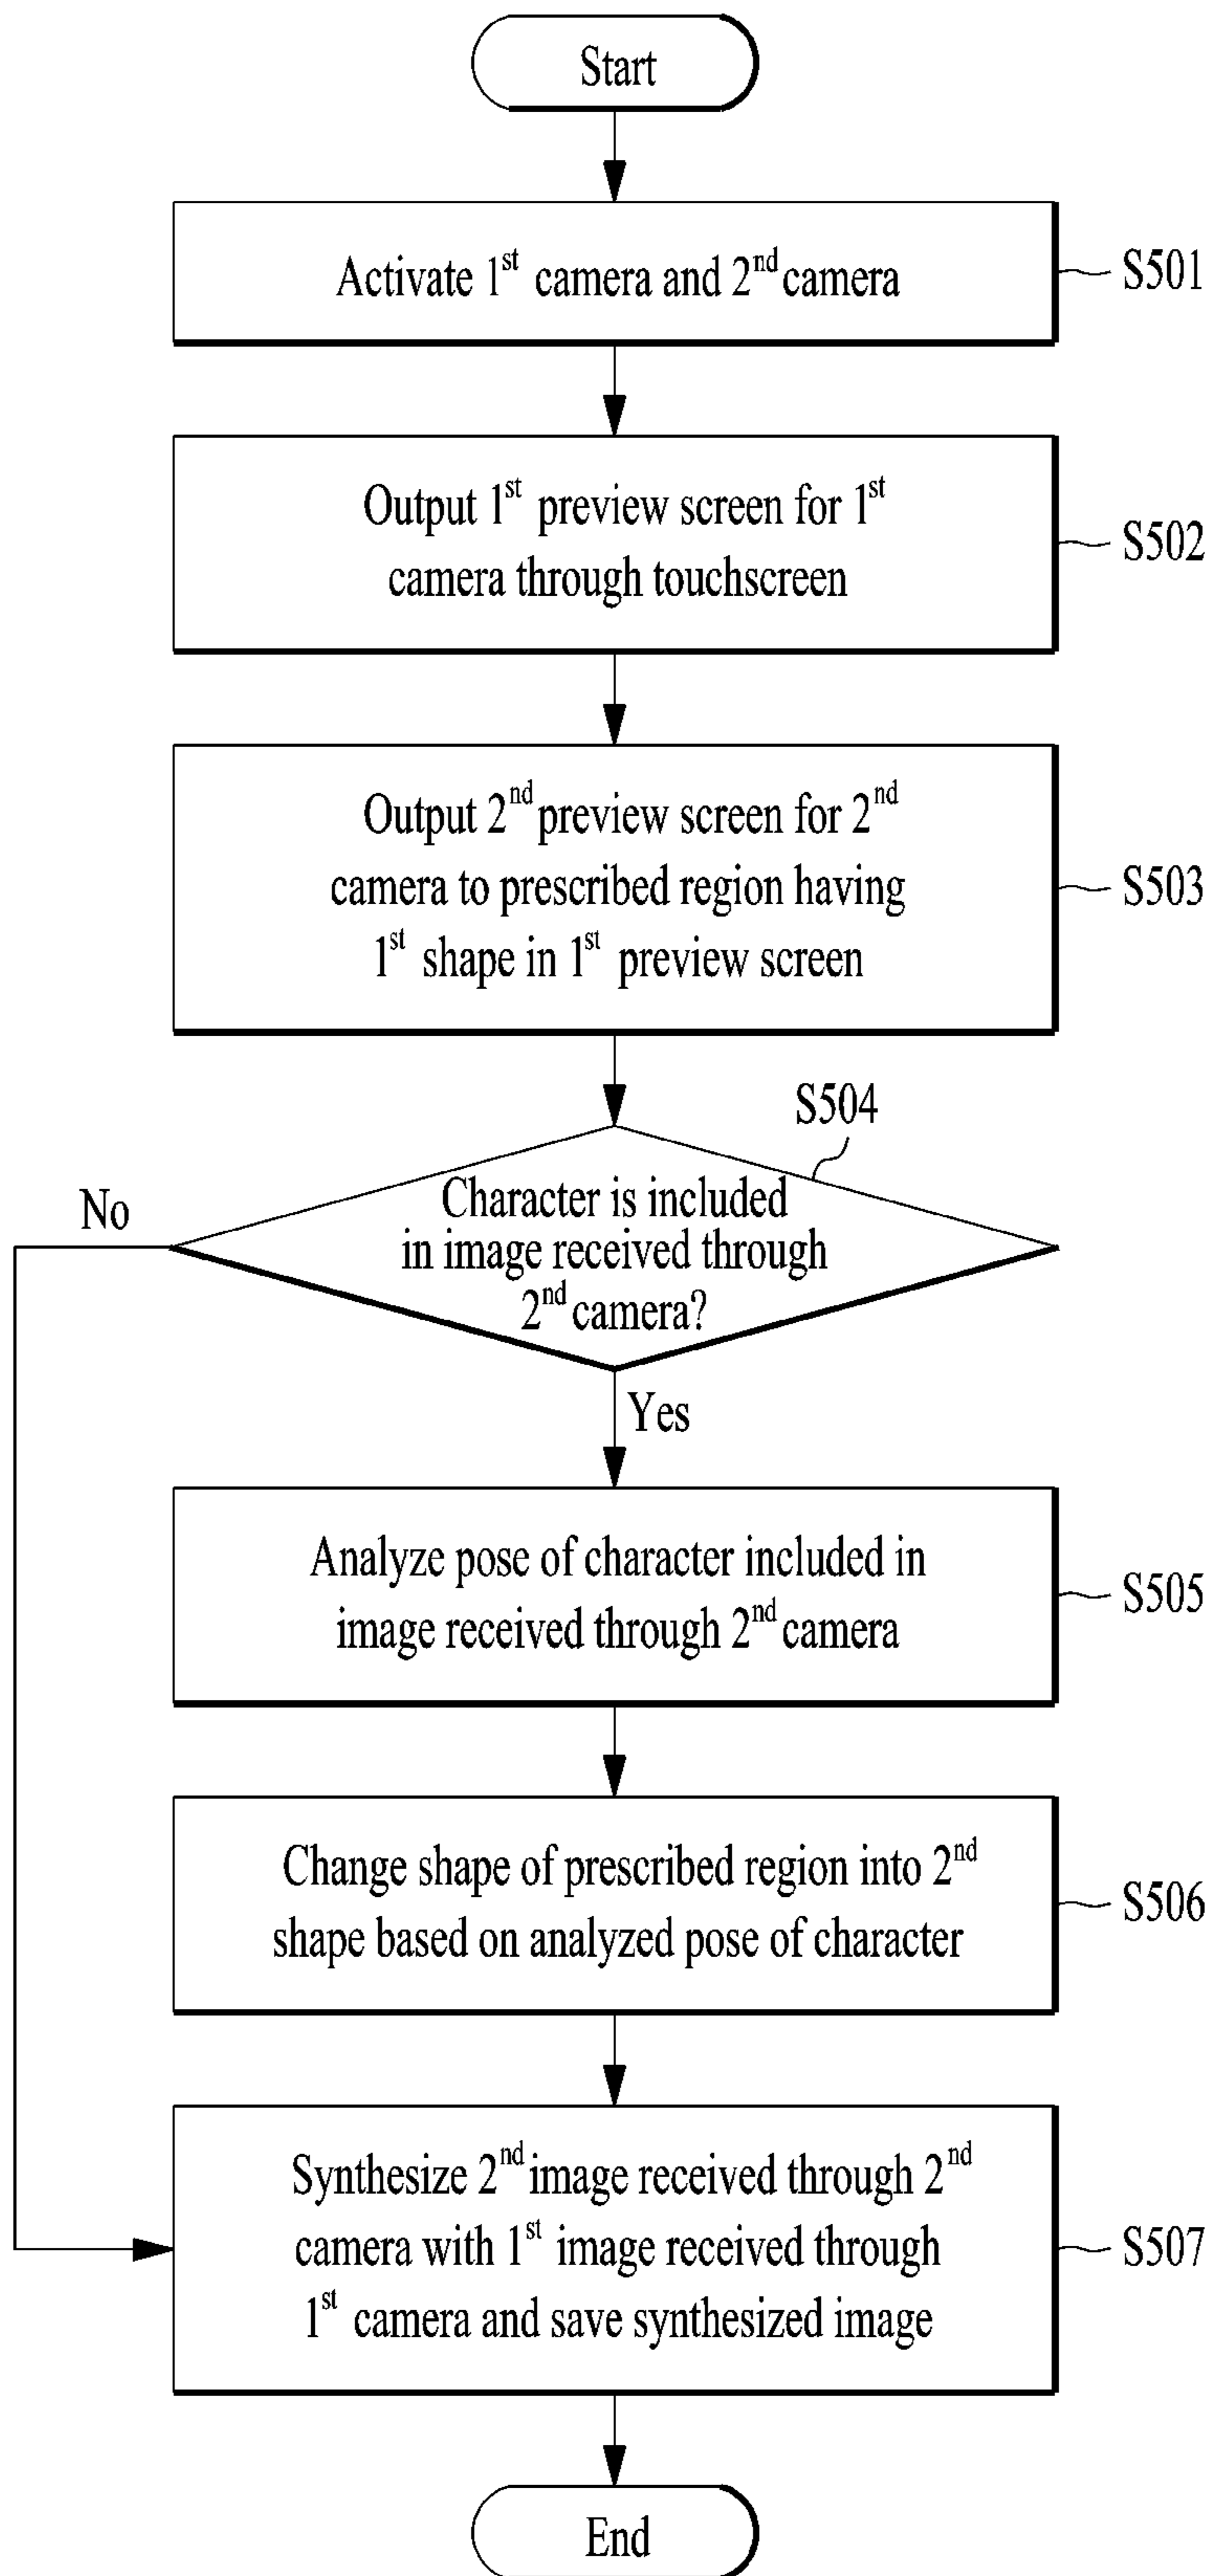 Start
Activate 1st camera and 2nd camera
S501
Output 1st preview screen for 1st
camera through touchscreen
S502
Output 2nd preview screen for 2nd
camera to prescribed region having
1st shape in 1st preview screen
S503
S504
No
Character is included
in image received through
2nd camera?
Yes
Analyze pose of character included in
image received through 2nd camera
S505
Change shape of prescribed region into 2nd
shape based on analyzed pose of character
S506
Synthesize 2nd image received through 2nd
camera with 1st image received through
1st camera and save synthesized image
S507
End